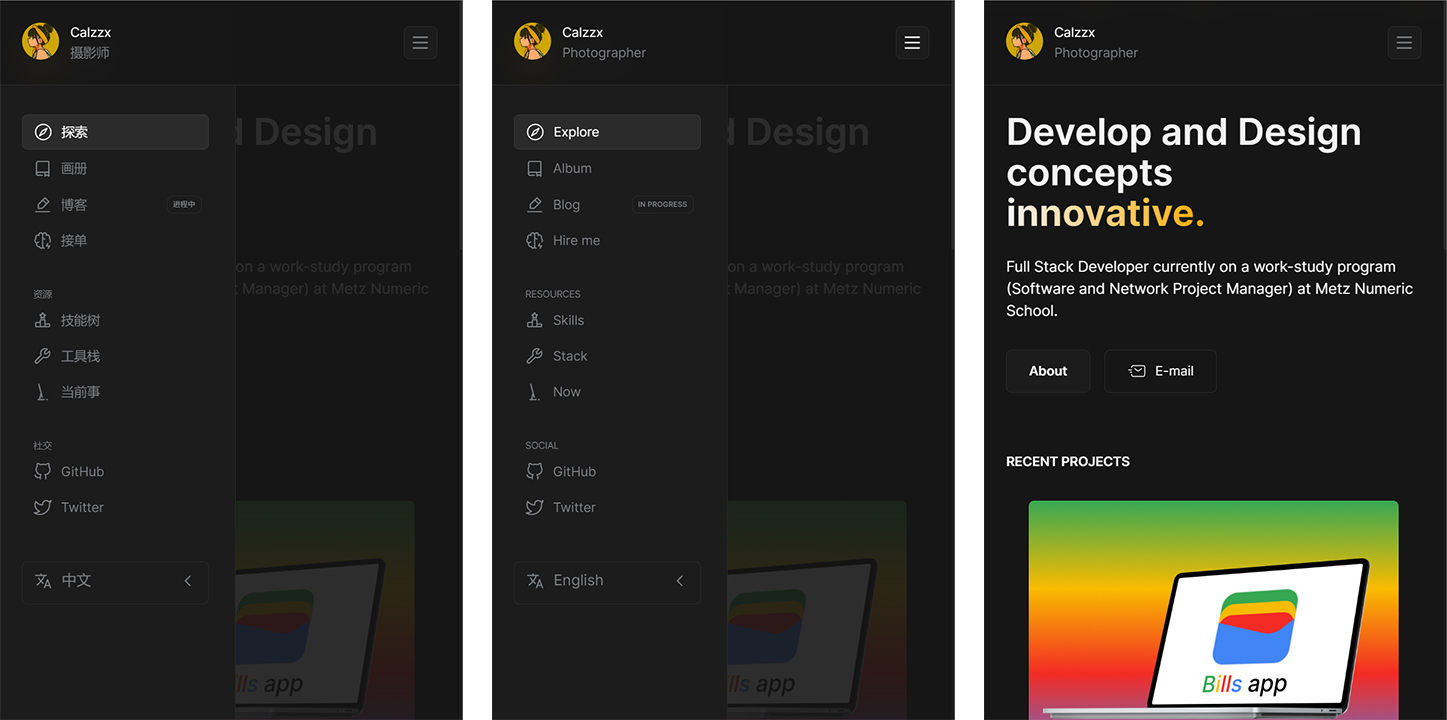 Calzzx
摄影师
d Design
探索
画册
博客 进程中
接单
on a work-study program
t Manager) at Metz Numeric
资源
技能树
工具栈
当前事
社交
GitHub
Twitter
中文
lls app
Calzzx
Photographer
d Design
Explore
Album
Blog IN PROGRESS
Hire me
on a work-study program
t Manager) at Metz Numeric
RESOURCES
Skills
Stack
Now
SOCIAL
GitHub
Twitter
English
lls app
Calzzx
Photographer
Develop and Design
concepts
innovative.
Full Stack Developer currently on a work-study program
(Software and Network Project Manager) at Metz Numeric
School.
About E-mail
RECENT PROJECTS
Bills app